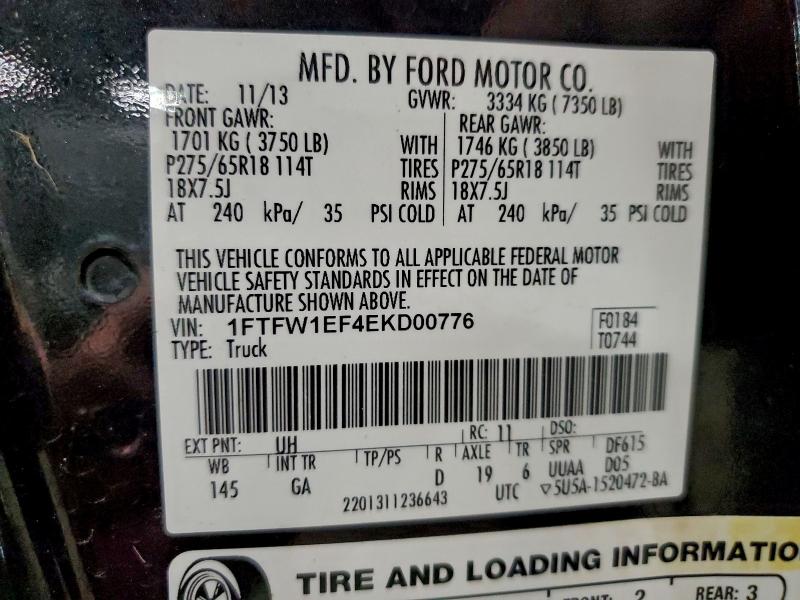 MFD. BY FORD MOTOR CO.
DATE: 11/13 GVWR: 3334 KG ( 7350 LB)
FRONT GAWR: REAR GAWR:
1701 KG ( 3750 LB) WITH 1746 KG ( 3850 LB) WITH
P275/65R18 114T TIRES P275/65R18 114T TIRES
18X7.5J RIMS 18X7.5J RIMS
AT 240 kPa/ 35 PSI COLD AT 240 kPa/ 35 PSI COLD
THIS VEHICLE CONFORMS TO ALL APPLICABLE FEDERAL MOTOR
VEHICLE SAFETY STANDARDS IN EFFECT ON THE DATE OF
MANUFACTURE SHOWN ABOVE.
VIN: 1FTFW1EF4EKD00776 F0184
TYPE: Truck T0744
EXT PNT: UH RC: 11 DSO:
WB INT TR TP/PS R AXLE TR SPR DF615
145 GA D 19 6 UUAA D05
2201311236643 UTC ▽5U5A-1520472-BA
TIRE AND LOADING INFORMATIO
FRONT: 2 REAR: 3